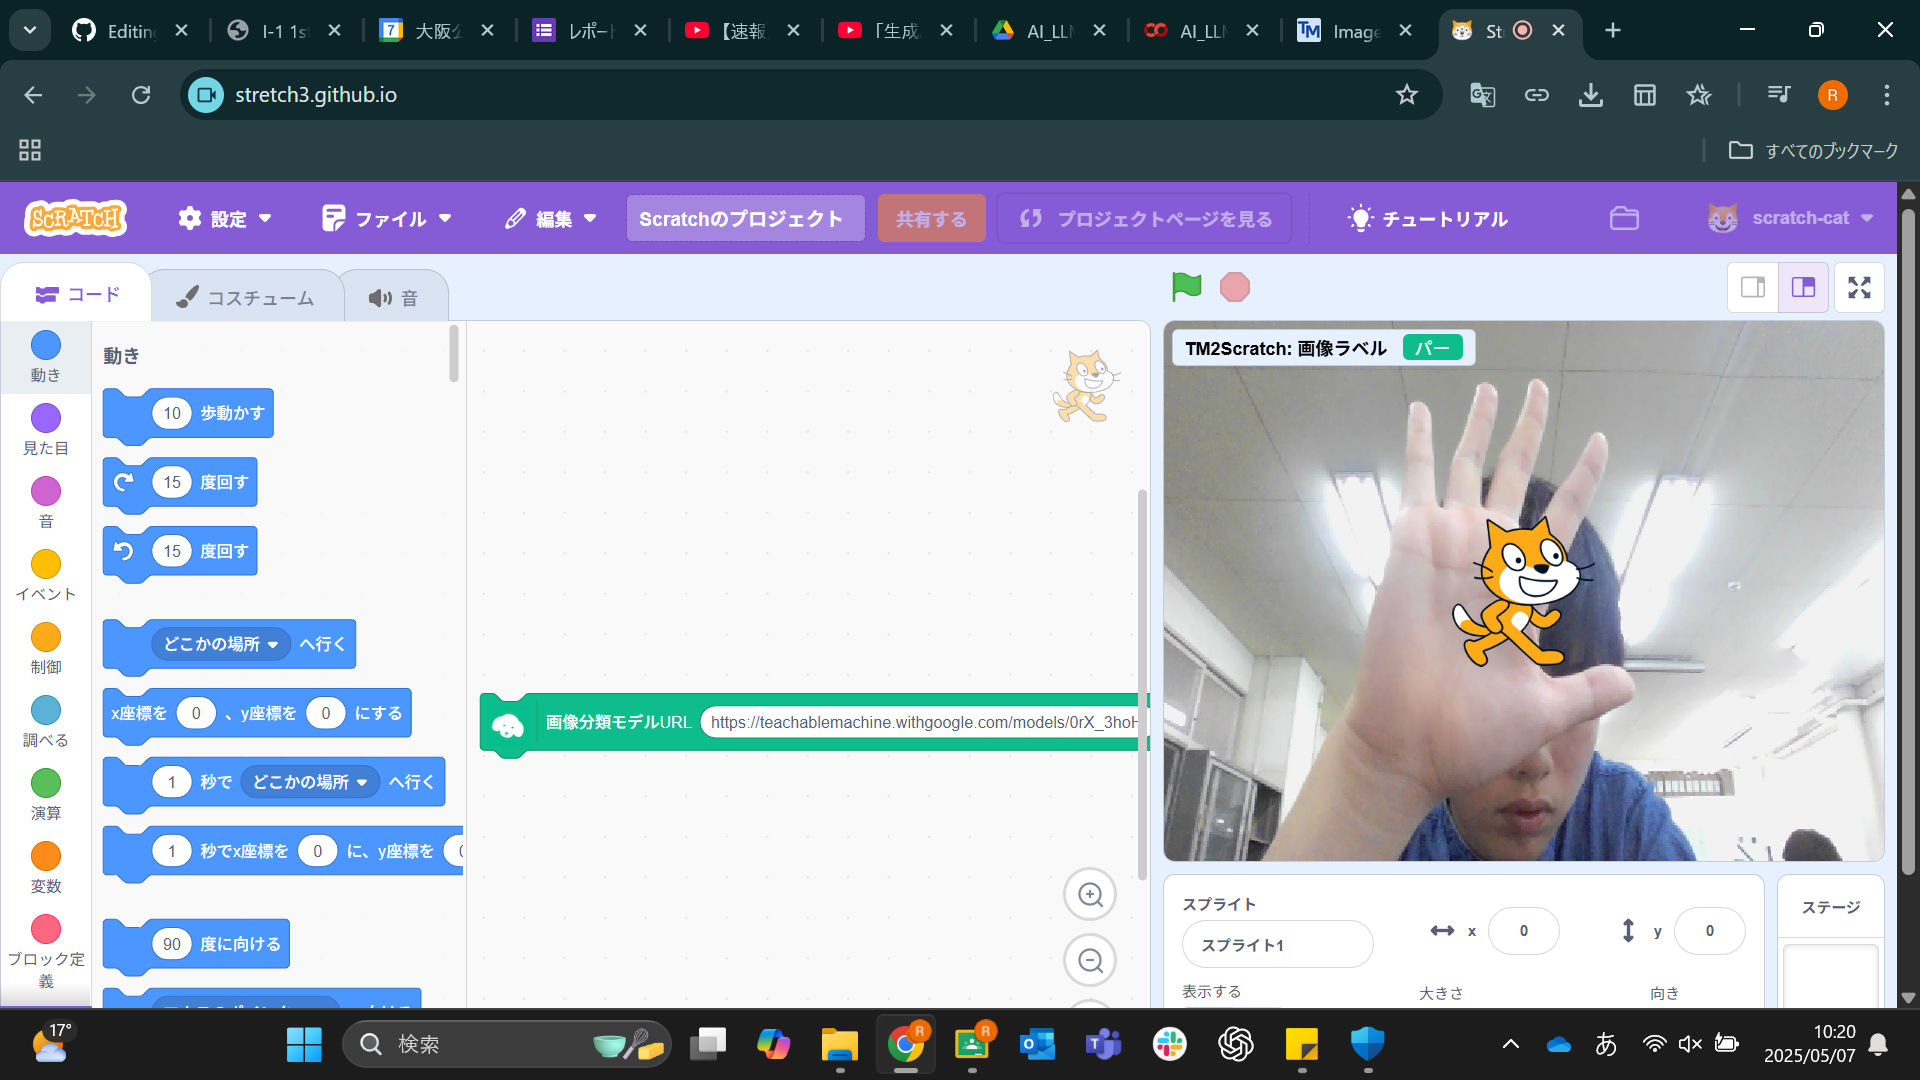 Editin
I-1 1s
7 大阪公
レポート
【速報
「生成
AI_LLM
CO AI_LLM
TM Image
St
stretch3.github.io
R
すべてのブックマーク
SCRATCH
設定
ファイル
編集
Scratchのプロジェクト
共有する
プロジェクトページを見る
チュートリアル
scratch-cat
コード
コスチューム
音
動き
見た目
音
イベント
制御
調べる
演算
変数
ブロック定義
動き
10 歩動かす
15 度回す
15 度回す
どこかの場所 へ行く
x座標を 0 、y座標を 0 にする
1 秒で どこかの場所 へ行く
1 秒でx座標を 0 に、y座標を 0
90 度に向ける
画像分類モデルURL https://teachablemachine.withgoogle.com/models/0rX_3hoH
TM2Scratch: 画像ラベル パー
スプライト
スプライト1
x 0
y 0
表示する
大きさ
向き
ステージ
17°
検索
R
R
あ
10:20
2025/05/07